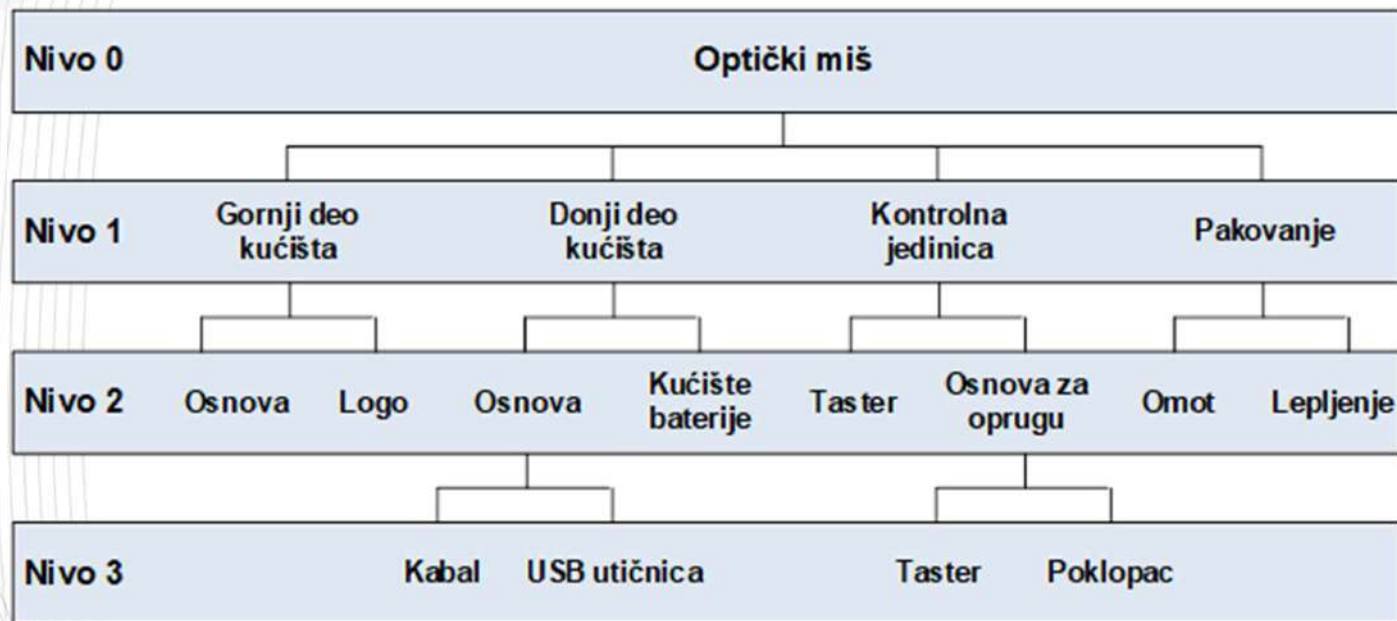 Nivo 0
Optički miš
Nivo 1
Gornji deo
kućišta
Donji deo
kućišta
Kontrolna
jedinica
Pakovanje
Nivo 2
Osnova
Logo
Osnova
Kućište
baterije
Taster
Osnova za
oprugu
Omot
Lepljenje
Nivo 3
Kabal
USB utičnica
Taster
Poklopac